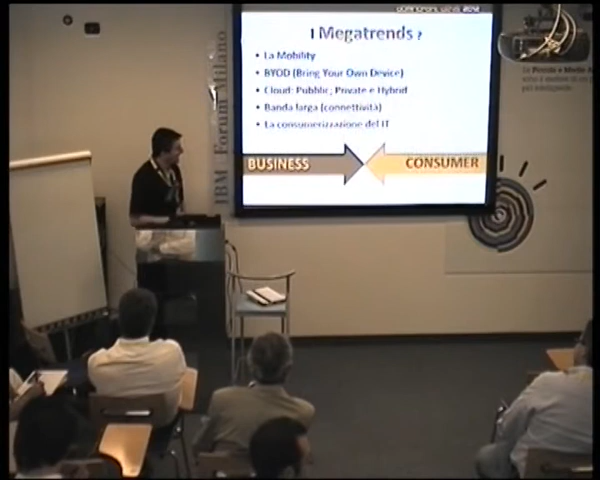 I Megatrends ?
• La Mobility
• BYOD (Bring Your Own Device)
• Cloud: Pubblic; Private e Hybrid
• Banda larga (connettività)
• La consumerizzazione del IT
BUSINESS
CONSUMER
IBM Forum Milano